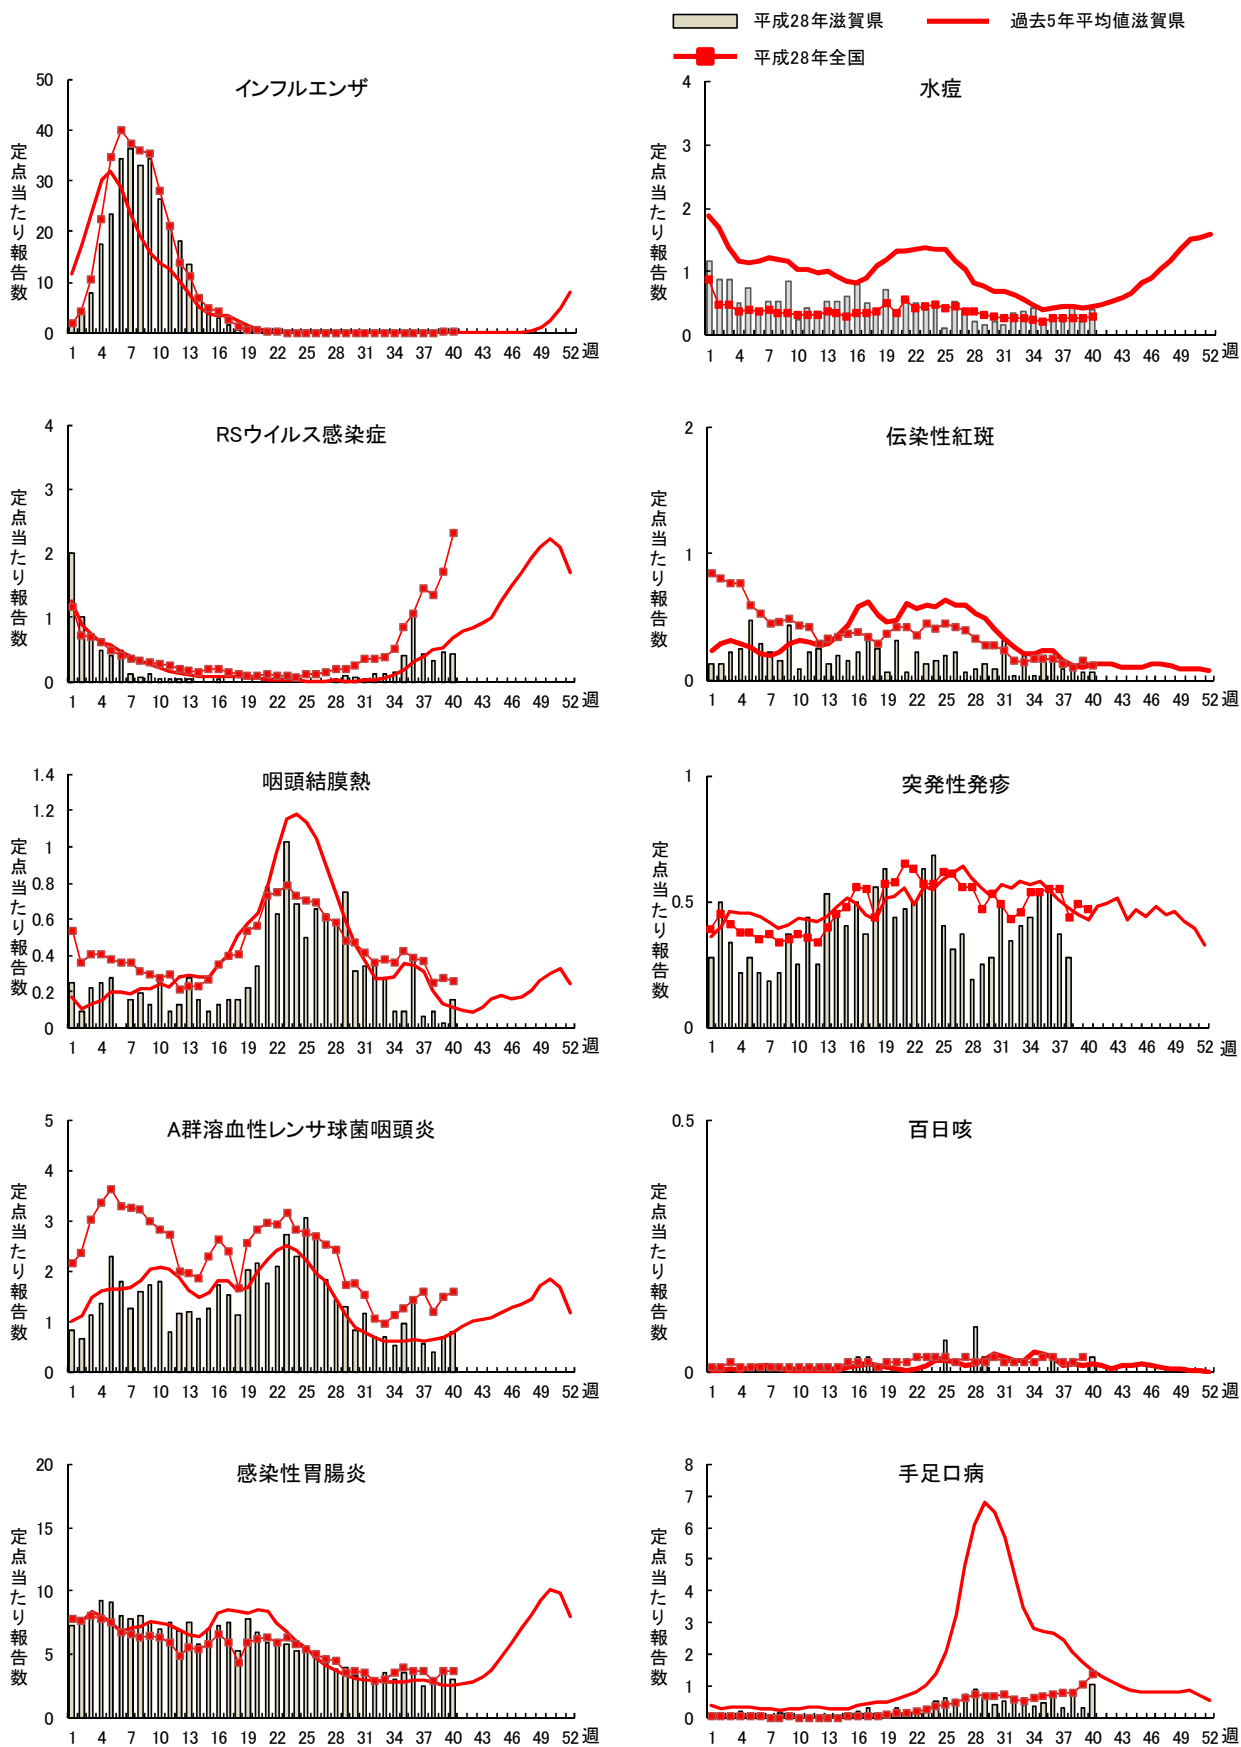 平成28年滋賀県
過去5年平均値滋賀県
平成28年全国
インフルエンザ
定点当たり報告数
50
40
30
20
10
0
1 4 7 10 13 16 19 22 25 28 31 34 37 40 43 46 49 52 週
水痘
定点当たり報告数
4
3
2
1
0
1 4 7 10 13 16 19 22 25 28 31 34 37 40 43 46 49 52 週
RSウイルス感染症
定点当たり報告数
4
3
2
1
0
1 4 7 10 13 16 19 22 25 28 31 34 37 40 43 46 49 52 週
伝染性紅斑
定点当たり報告数
2
1
0
1 4 7 10 13 16 19 22 25 28 31 34 37 40 43 46 49 52 週
咽頭結膜熱
定点当たり報告数
1.4
1.2
1
0.8
0.6
0.4
0.2
0
1 4 7 10 13 16 19 22 25 28 31 34 37 40 43 46 49 52 週
突発性発疹
定点当たり報告数
1
0.5
0
1 4 7 10 13 16 19 22 25 28 31 34 37 40 43 46 49 52 週
A群溶血性レンサ球菌咽頭炎
定点当たり報告数
5
4
3
2
1
0
1 4 7 10 13 16 19 22 25 28 31 34 37 40 43 46 49 52 週
百日咳
定点当たり報告数
0.5
0
1 4 7 10 13 16 19 22 25 28 31 34 37 40 43 46 49 52 週
感染性胃腸炎
定点当たり報告数
20
15
10
5
0
1 4 7 10 13 16 19 22 25 28 31 34 37 40 43 46 49 52 週
手足口病
定点当たり報告数
8
7
6
5
4
3
2
1
0
1 4 7 10 13 16 19 22 25 28 31 34 37 40 43 46 49 52 週